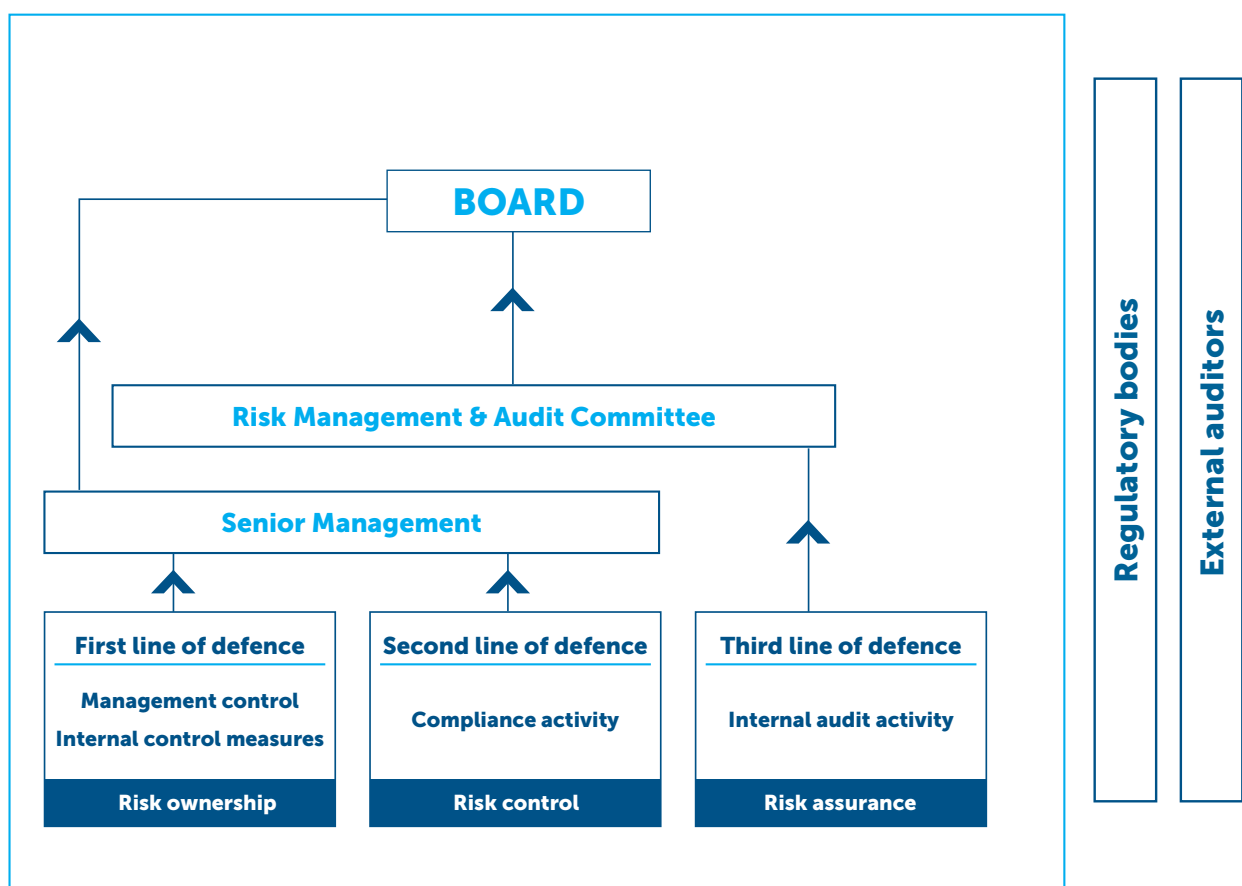 BOARD
Risk Management & Audit Committee
Senior Management
First line of defence
Management control
Internal control measures
Risk ownership
Second line of defence
Compliance activity
Risk control
Third line of defence
Internal audit activity
Risk assurance
Regulatory bodies
External auditors